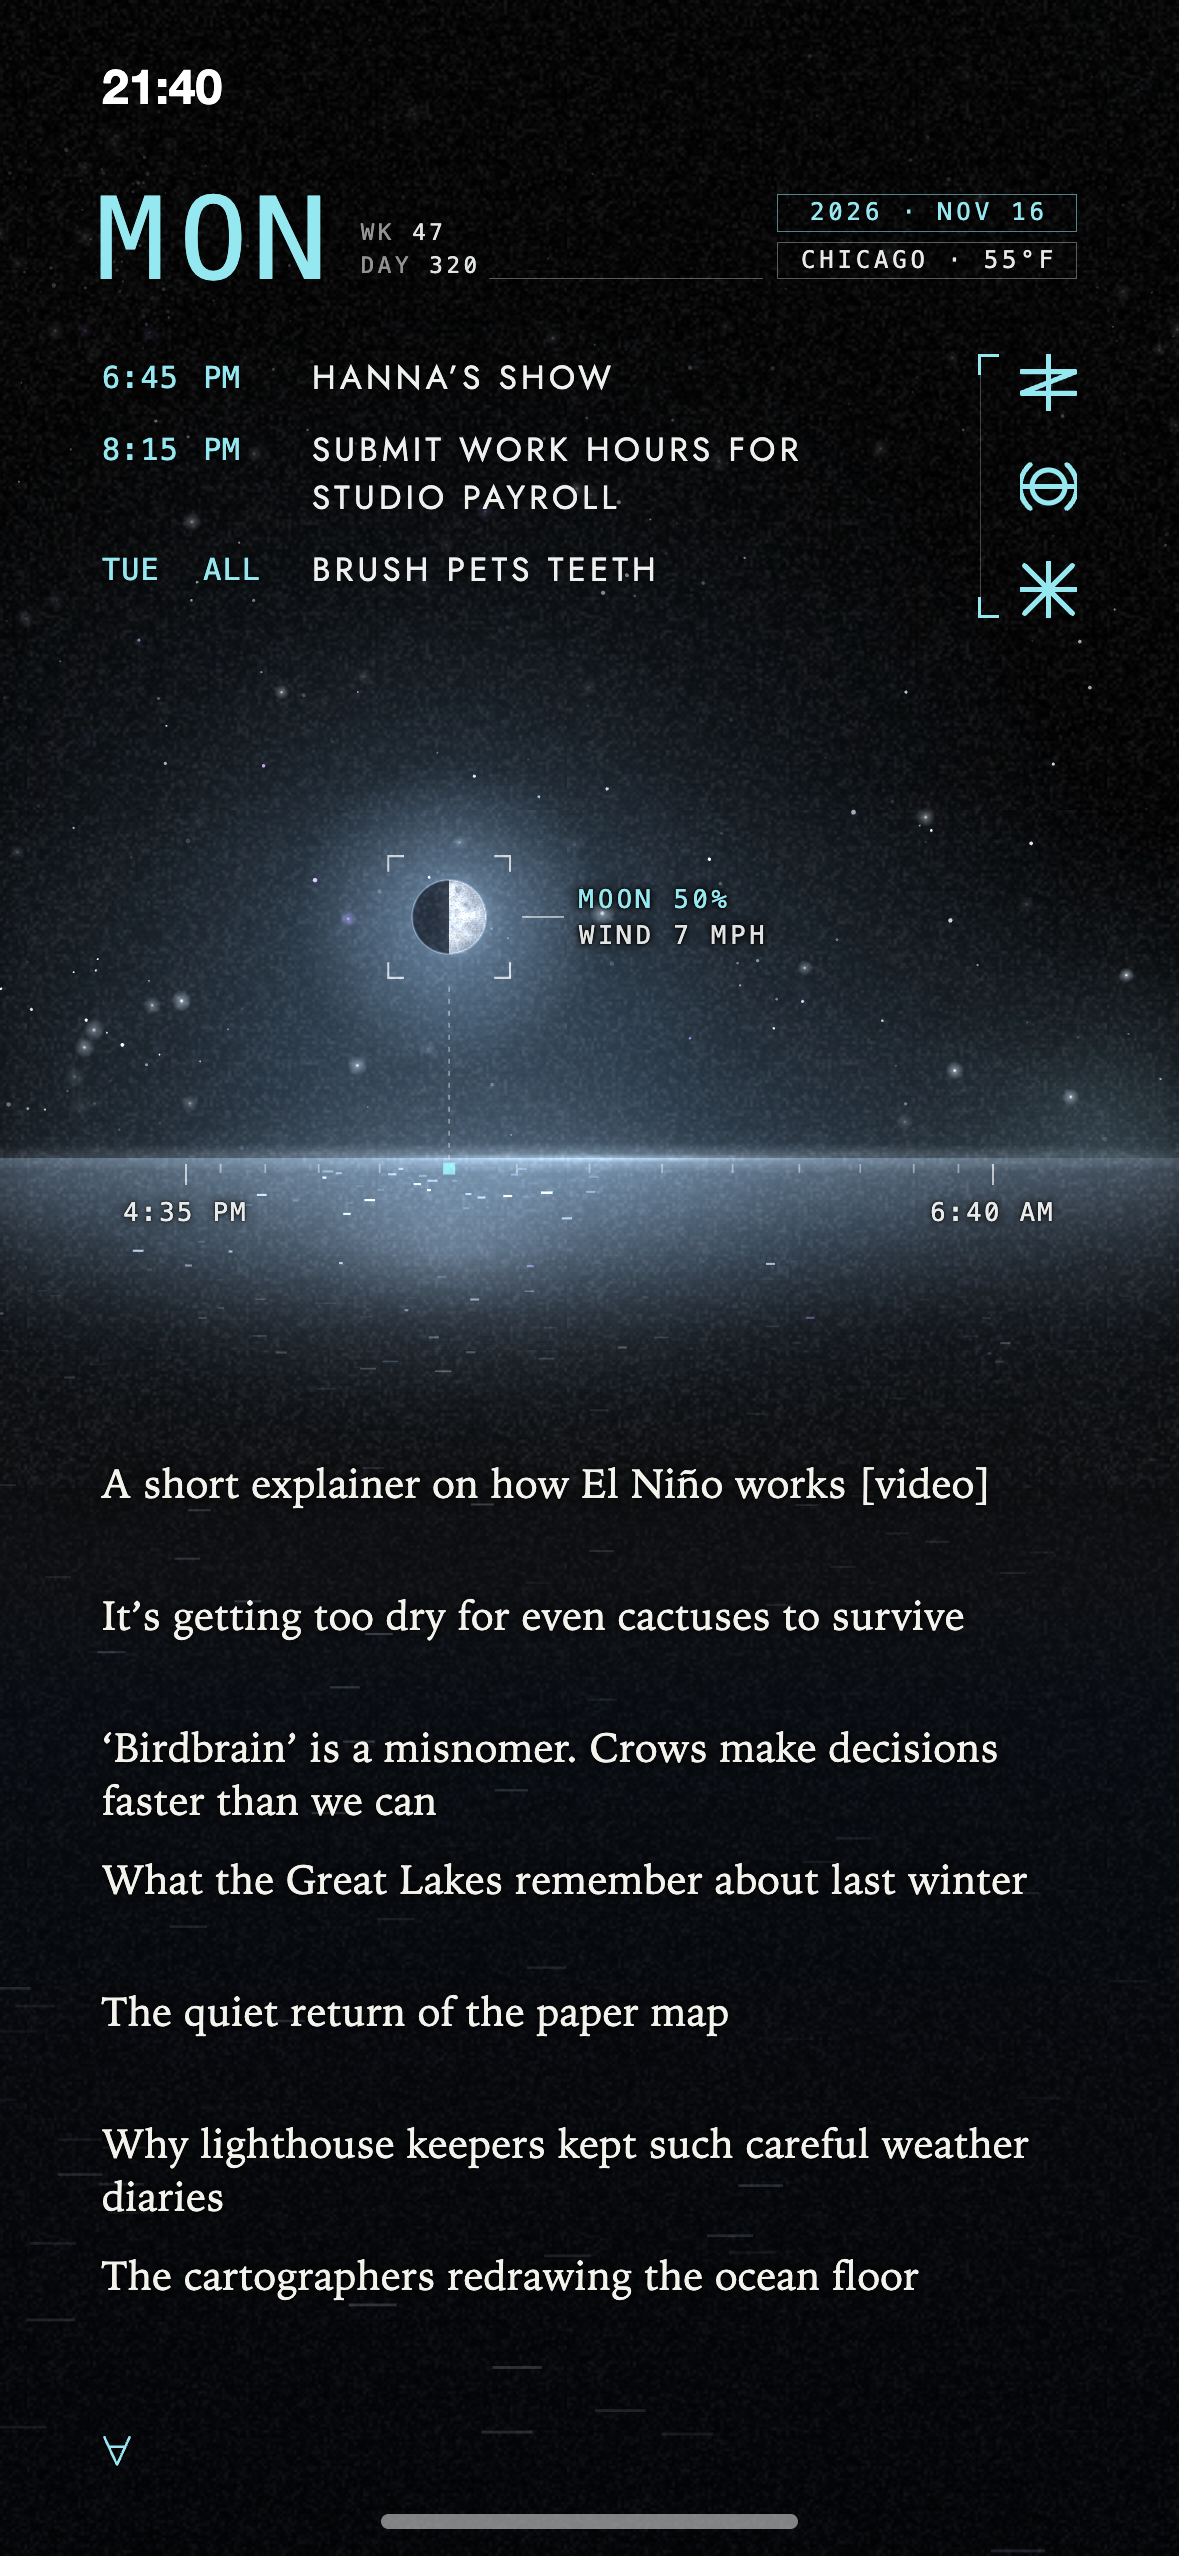 21:40
MON
WK 47
DAY 320
2026 · NOV 16
CHICAGO · 55°F
6:45 PM HANNA’S SHOW
8:15 PM SUBMIT WORK HOURS FOR
STUDIO PAYROLL
TUE ALL BRUSH PETS TEETH
MOON 50%
WIND 7 MPH
4:35 PM
6:40 AM
A short explainer on how El Niño works [video]
It’s getting too dry for even cactuses to survive
‘Birdbrain’ is a misnomer. Crows make decisions
faster than we can
What the Great Lakes remember about last winter
The quiet return of the paper map
Why lighthouse keepers kept such careful weather
diaries
The cartographers redrawing the ocean floor